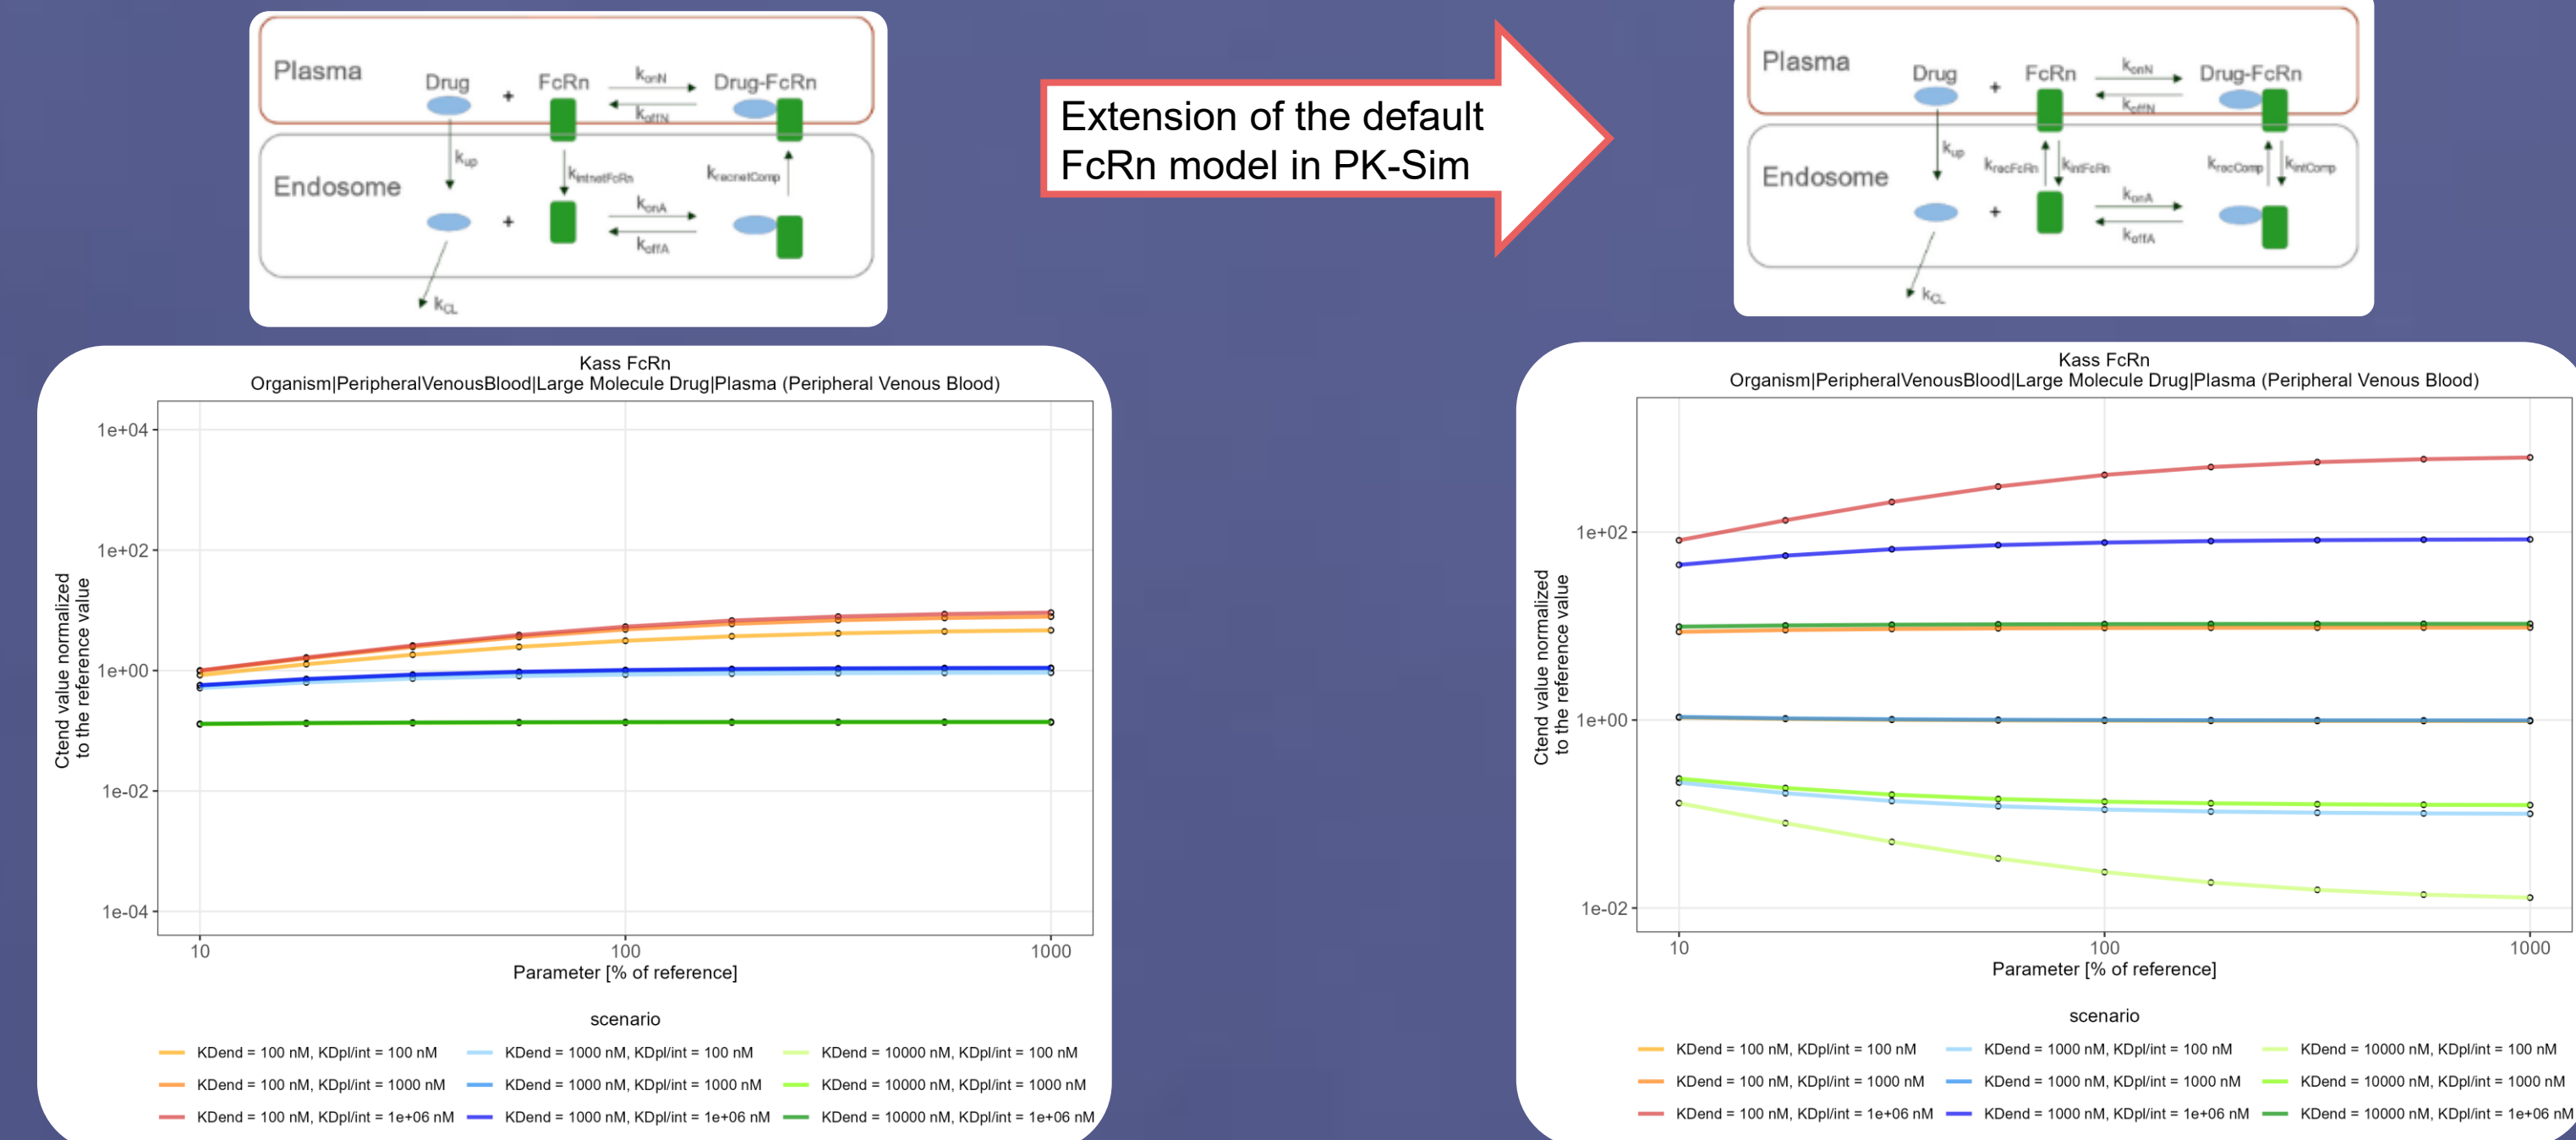 Plasma
Drug + FcRn konN Drug-FcRn
koffN
kup
kintnetFcRn
krecnetComp
Endosome
+
konA
koffA
kCL
Extension of the default
FcRn model in PK-Sim
Plasma
Drug + FcRn konN Drug-FcRn
koffN
kup
krecFcRn kintFcRn
krecComp kintComp
Endosome
+
konA
koffA
kCL
Kass FcRn
Organism|PeripheralVenousBlood|Large Molecule Drug|Plasma (Peripheral Venous Blood)
Ctend value normalized
to the reference value
1e+04
1e+02
1e+00
1e-02
1e-04
10 100 1000
Parameter [% of reference]
scenario
KDend = 100 nM, KDpl/int = 100 nM KDend = 1000 nM, KDpl/int = 100 nM KDend = 10000 nM, KDpl/int = 100 nM
KDend = 100 nM, KDpl/int = 1000 nM KDend = 1000 nM, KDpl/int = 1000 nM KDend = 10000 nM, KDpl/int = 1000 nM
KDend = 100 nM, KDpl/int = 1e+06 nM KDend = 1000 nM, KDpl/int = 1e+06 nM KDend = 10000 nM, KDpl/int = 1e+06 nM
Kass FcRn
Organism|PeripheralVenousBlood|Large Molecule Drug|Plasma (Peripheral Venous Blood)
Ctend value normalized
to the reference value
1e+02
1e+00
1e-02
10 100 1000
Parameter [% of reference]
scenario
KDend = 100 nM, KDpl/int = 100 nM KDend = 1000 nM, KDpl/int = 100 nM KDend = 10000 nM, KDpl/int = 100 nM
KDend = 100 nM, KDpl/int = 1000 nM KDend = 1000 nM, KDpl/int = 1000 nM KDend = 10000 nM, KDpl/int = 1000 nM
KDend = 100 nM, KDpl/int = 1e+06 nM KDend = 1000 nM, KDpl/int = 1e+06 nM KDend = 10000 nM, KDpl/int = 1e+06 nM